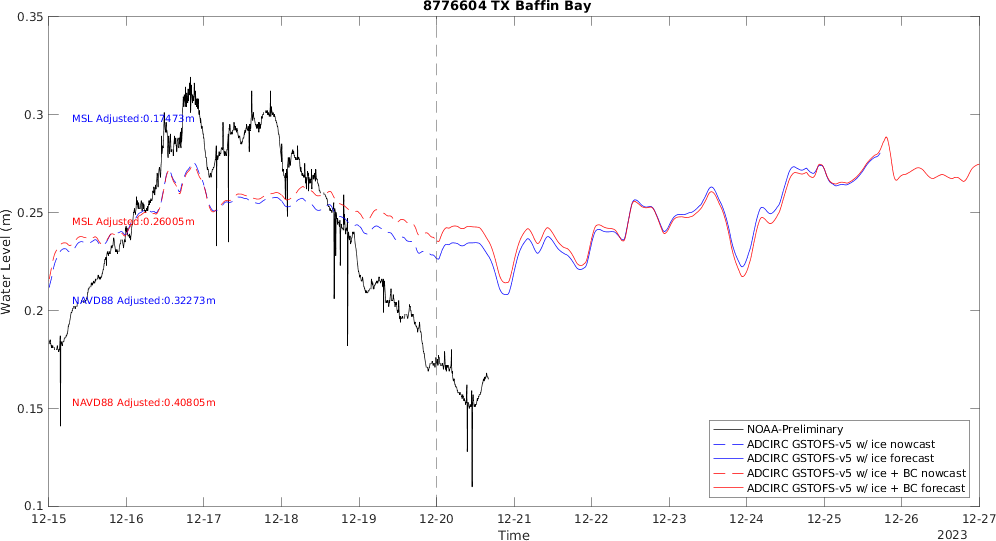 8776604 TX Baffin Bay
0.35
0.3
0.25
0.2
0.15
0.1
Water Level (m)
MSL Adjusted:0.17473m
MSL Adjusted:0.26005m
NAVD88 Adjusted:0.32273m
NAVD88 Adjusted:0.40805m
NOAA-Preliminary
ADCIRC GSTOFS-v5 w/ ice nowcast
ADCIRC GSTOFS-v5 w/ ice forecast
ADCIRC GSTOFS-v5 w/ ice + BC nowcast
ADCIRC GSTOFS-v5 w/ ice + BC forecast
12-15 12-16 12-17 12-18 12-19 12-20 12-21 12-22 12-23 12-24 12-25 12-26 12-27
Time
2023